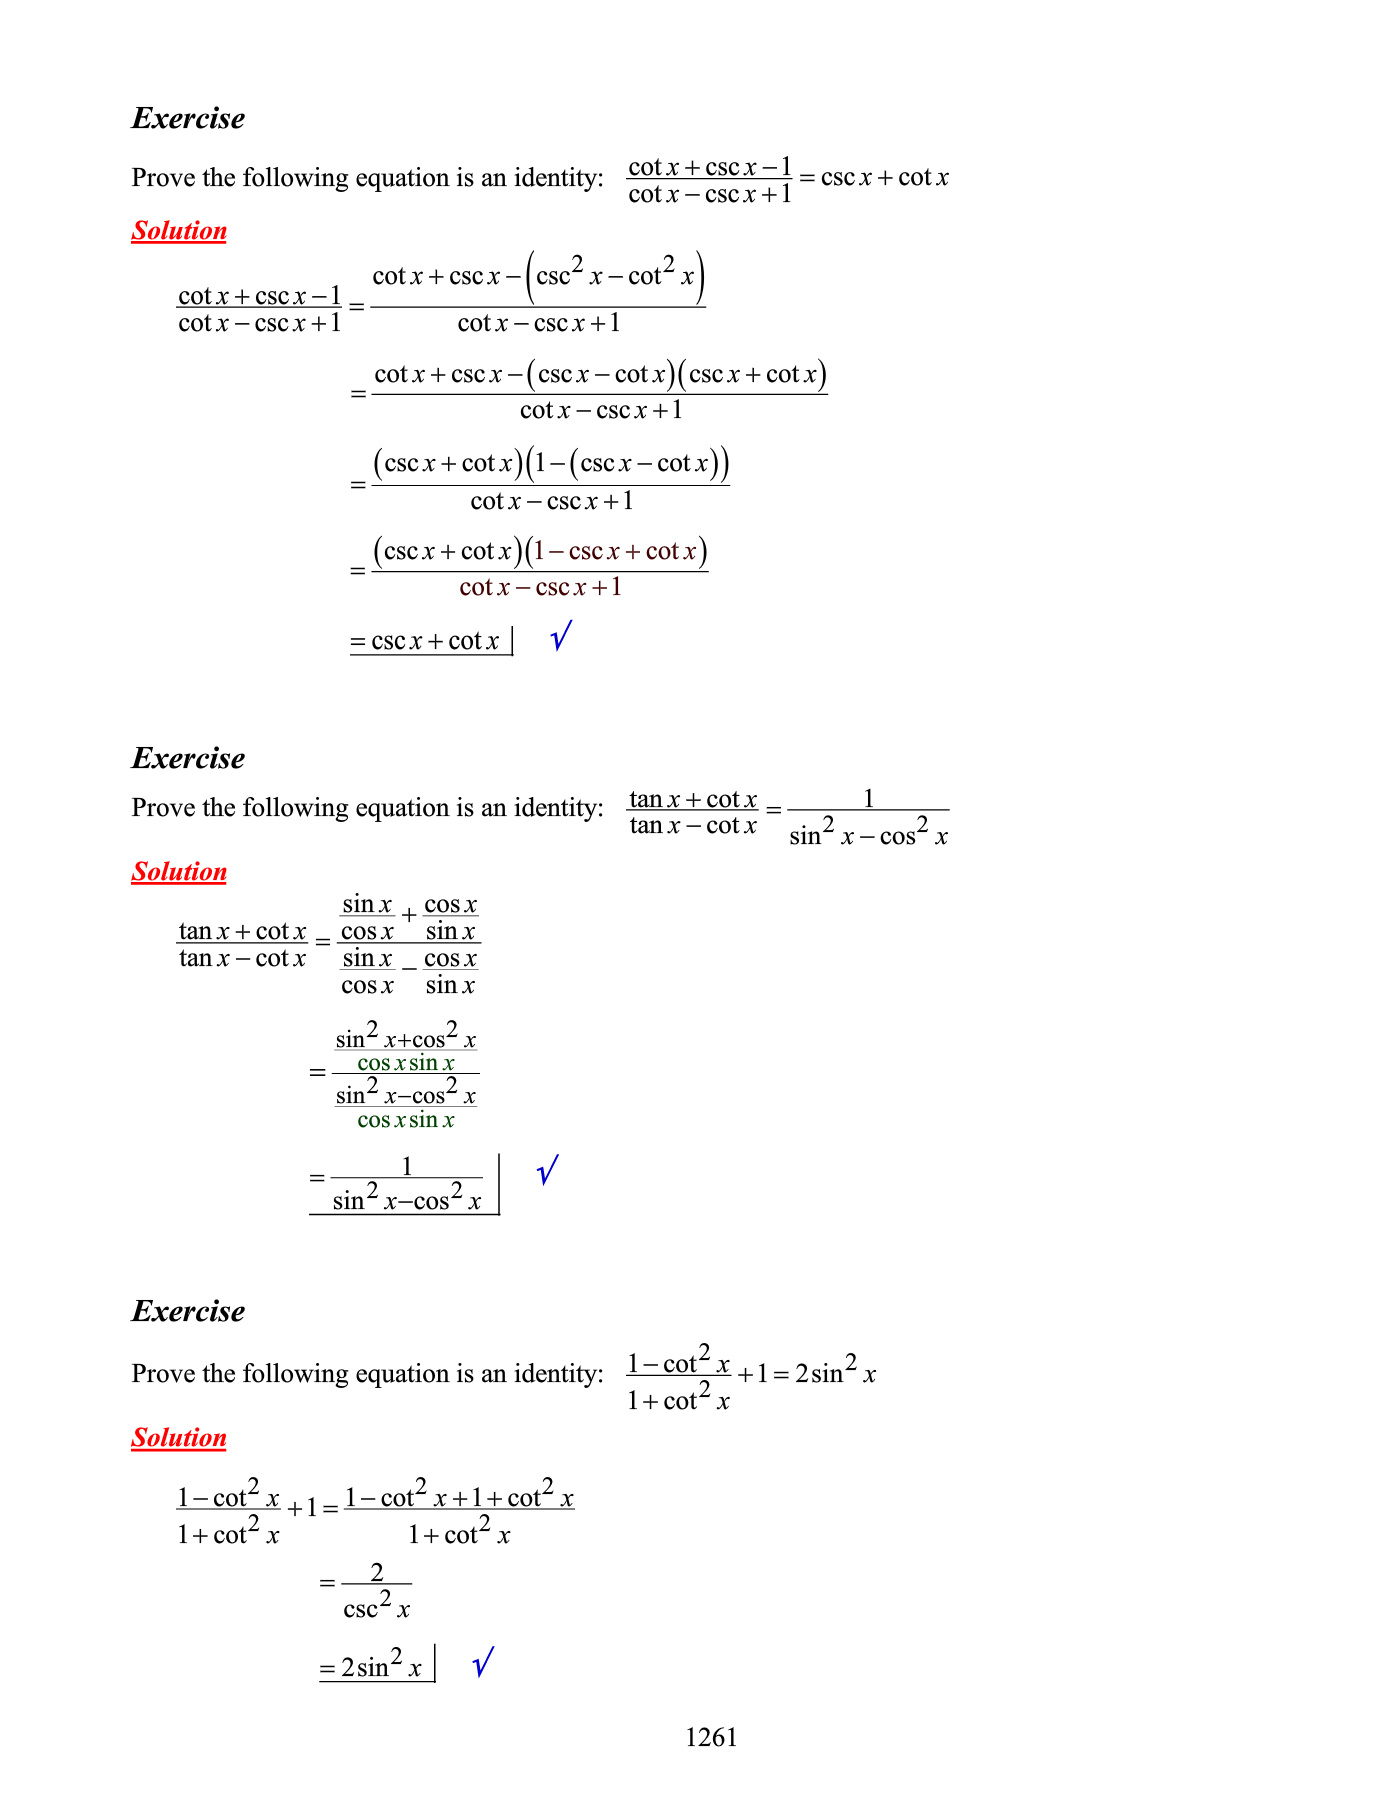 Exercise
Prove the following equation is an identity: \frac{\cot x + \csc x - 1}{\cot x - \csc x + 1} = \csc x + \cot x
Solution
\frac{\cot x + \csc x - 1}{\cot x - \csc x + 1} = \frac{\cot x + \csc x - \left(\csc^2 x - \cot^2 x\right)}{\cot x - \csc x + 1}
= \frac{\cot x + \csc x - (\csc x - \cot x)(\csc x + \cot x)}{\cot x - \csc x + 1}
= \frac{(\csc x + \cot x)(1 - (\csc x - \cot x))}{\cot x - \csc x + 1}
= \frac{(\csc x + \cot x)(1 - \csc x + \cot x)}{\cot x - \csc x + 1}
= \csc x + \cot x | √
Exercise
Prove the following equation is an identity: \frac{\tan x + \cot x}{\tan x - \cot x} = \frac{1}{\sin^2 x - \cos^2 x}
Solution
\frac{\tan x + \cot x}{\tan x - \cot x} = \frac{\frac{\sin x}{\cos x} + \frac{\cos x}{\sin x}}{\frac{\sin x}{\cos x} - \frac{\cos x}{\sin x}}
= \frac{\frac{\sin^2 x + \cos^2 x}{\cos x \sin x}}{\frac{\sin^2 x - \cos^2 x}{\cos x \sin x}}
= \frac{1}{\sin^2 x - \cos^2 x} | √
Exercise
Prove the following equation is an identity: \frac{1 - \cot^2 x}{1 + \cot^2 x} + 1 = 2\sin^2 x
Solution
\frac{1 - \cot^2 x}{1 + \cot^2 x} + 1 = \frac{1 - \cot^2 x + 1 + \cot^2 x}{1 + \cot^2 x}
= \frac{2}{\csc^2 x}
= 2\sin^2 x | √
1261